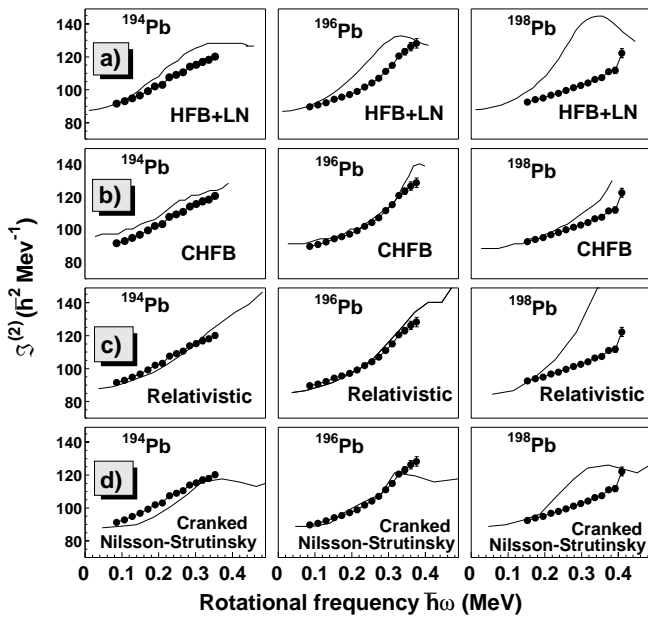 194Pb 196Pb 198Pb
140
120
100
80
a)
HFB+LN HFB+LN HFB+LN
194Pb 196Pb 198Pb
140
120
100
80
b)
CHFB CHFB CHFB
194Pb 196Pb 198Pb
140
120
100
80
c)
Relativistic Relativistic Relativistic
194Pb 196Pb 198Pb
140
120
100
80
d)
Cranked Cranked Cranked
Nilsson-Strutinsky Nilsson-Strutinsky Nilsson-Strutinsky
0 0.1 0.2 0.3 0.4 0 0.1 0.2 0.3 0.4 0 0.1 0.2 0.3 0.4
ℑ(2)(ħ2 Mev-1)
Rotational frequency ħω (MeV)